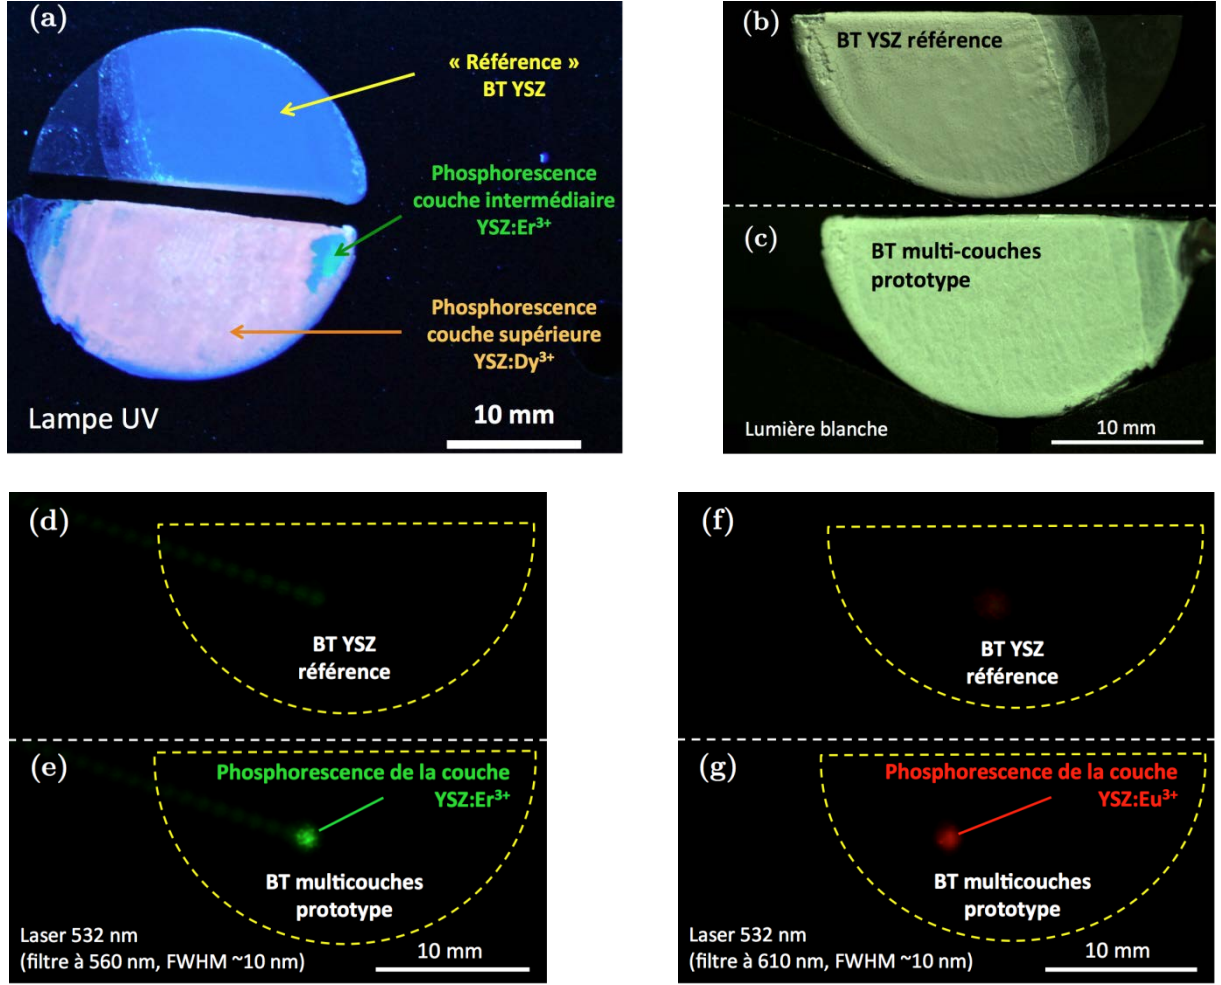 (a)
« Référence »
BT YSZ
Phosphorescence
couche intermédiaire
YSZ:Er³⁺
Phosphorescence
couche supérieure
YSZ:Dy³⁺
Lampe UV
10 mm
(b)
BT YSZ référence
(c)
BT multi-couches
prototype
Lumière blanche
10 mm
(d)
BT YSZ
référence
(e)
Phosphorescence de la couche
YSZ:Er³⁺
BT multicouches
prototype
Laser 532 nm
(filtre à 560 nm, FWHM ~10 nm)
10 mm
(f)
BT YSZ
référence
(g)
Phosphorescence de la couche
YSZ:Eu³⁺
BT multicouches
prototype
Laser 532 nm
(filtre à 610 nm, FWHM ~10 nm)
10 mm